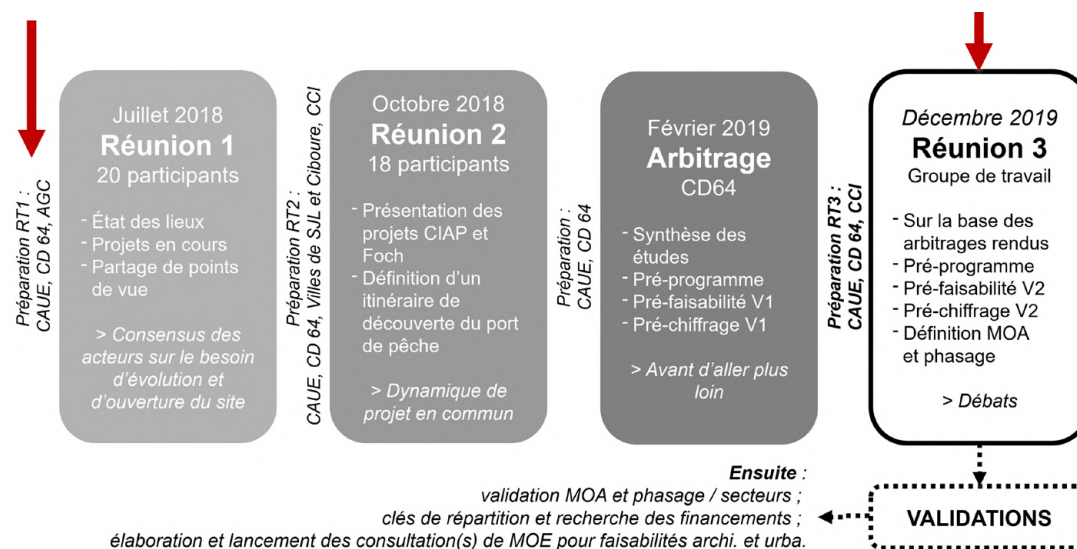 Préparation RT1 :
CAUE, CD 64, AGC
Juillet 2018
Réunion 1
20 participants
- État des lieux
- Projets en cours
- Partage de points
de vue
> Consensus des
acteurs sur le besoin
d'évolution et
d'ouverture du site
Préparation RT2 :
CAUE, CD 64, Villes de SJL et Ciboure, CCI
Octobre 2018
Réunion 2
18 participants
- Présentation des
projets CIAP et
Foch
- Définition d'un
itinéraire de
découverte du port
de pêche
> Dynamique de
projet en commun
Préparation :
CAUE, CD 64
Février 2019
Arbitrage
CD64
- Synthèse des
études
- Pré-programme
- Pré-faisabilité V1
- Pré-chiffrage V1
> Avant d'aller plus
loin
Préparation RT3 :
CAUE, CD 64, CCI
Décembre 2019
Réunion 3
Groupe de travail
- Sur la base des
arbitrages rendus
- Pré-programme
- Pré-faisabilité V2
- Pré-chiffrage V2
- Définition MOA
et phasage
> Débats
VALIDATIONS
Ensuite :
validation MOA et phasage / secteurs ;
clés de répartition et recherche des financements ;
élaboration et lancement des consultation(s) de MOE pour faisabilités archi. et urba.